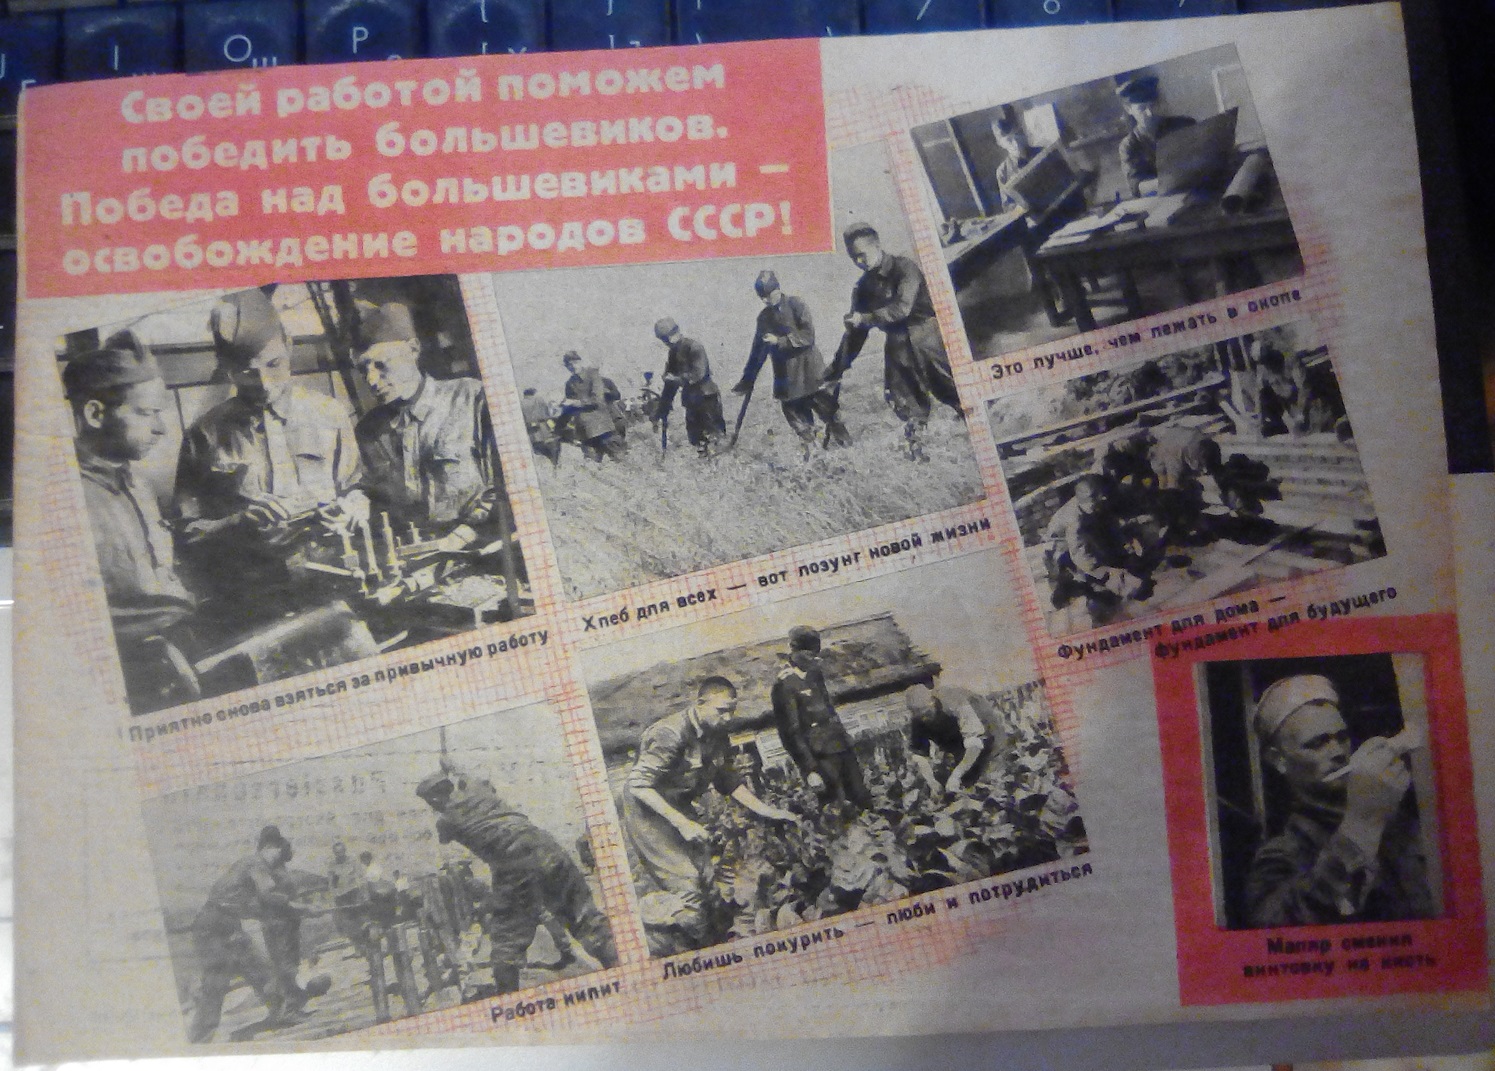 Своей работой поможем
победить большевиков.
Победа над большевиками —
освобождение народов СССР!
Это лучше, чем лежать в окопе
Хлеб для всех — вот лозунг новой жизни
Приятно снова взяться за привычную работу
Фундамент для дома —
фундамент для будущего
Работа кипит
Любишь покурить — люби и потрудиться
Маляр сменил
винтовку на кисть